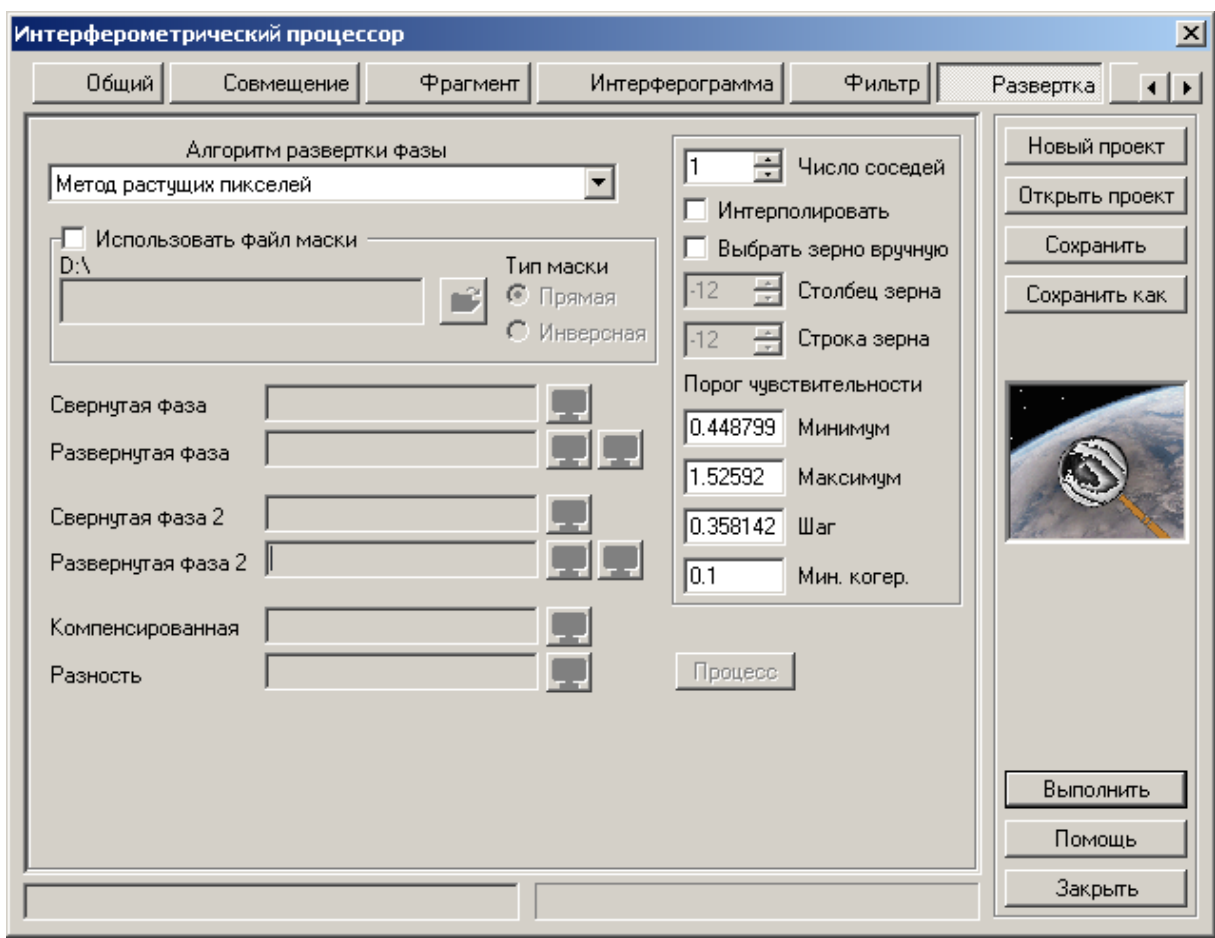 Интерферометрический процессор
Общий
Совмещение
Фрагмент
Интерферограмма
Фильтр
Развертка
Алгоритм развертки фазы
Метод растущих пикселей
Использовать файл маски
D:\
Тип маски
Прямая
Инверсная
Свернутая фаза
Развернутая фаза
Свернутая фаза 2
Развернутая фаза 2
Компенсированная
Разность
1 Число соседей
Интерполировать
Выбрать зерно вручную
-12 Столбец зерна
-12 Строка зерна
Порог чувствительности
0.448799 Минимум
1.52592 Максимум
0.358142 Шаг
0.1 Мин. когер.
Процесс
Новый проект
Открыть проект
Сохранить
Сохранить как
Выполнить
Помощь
Закрыть